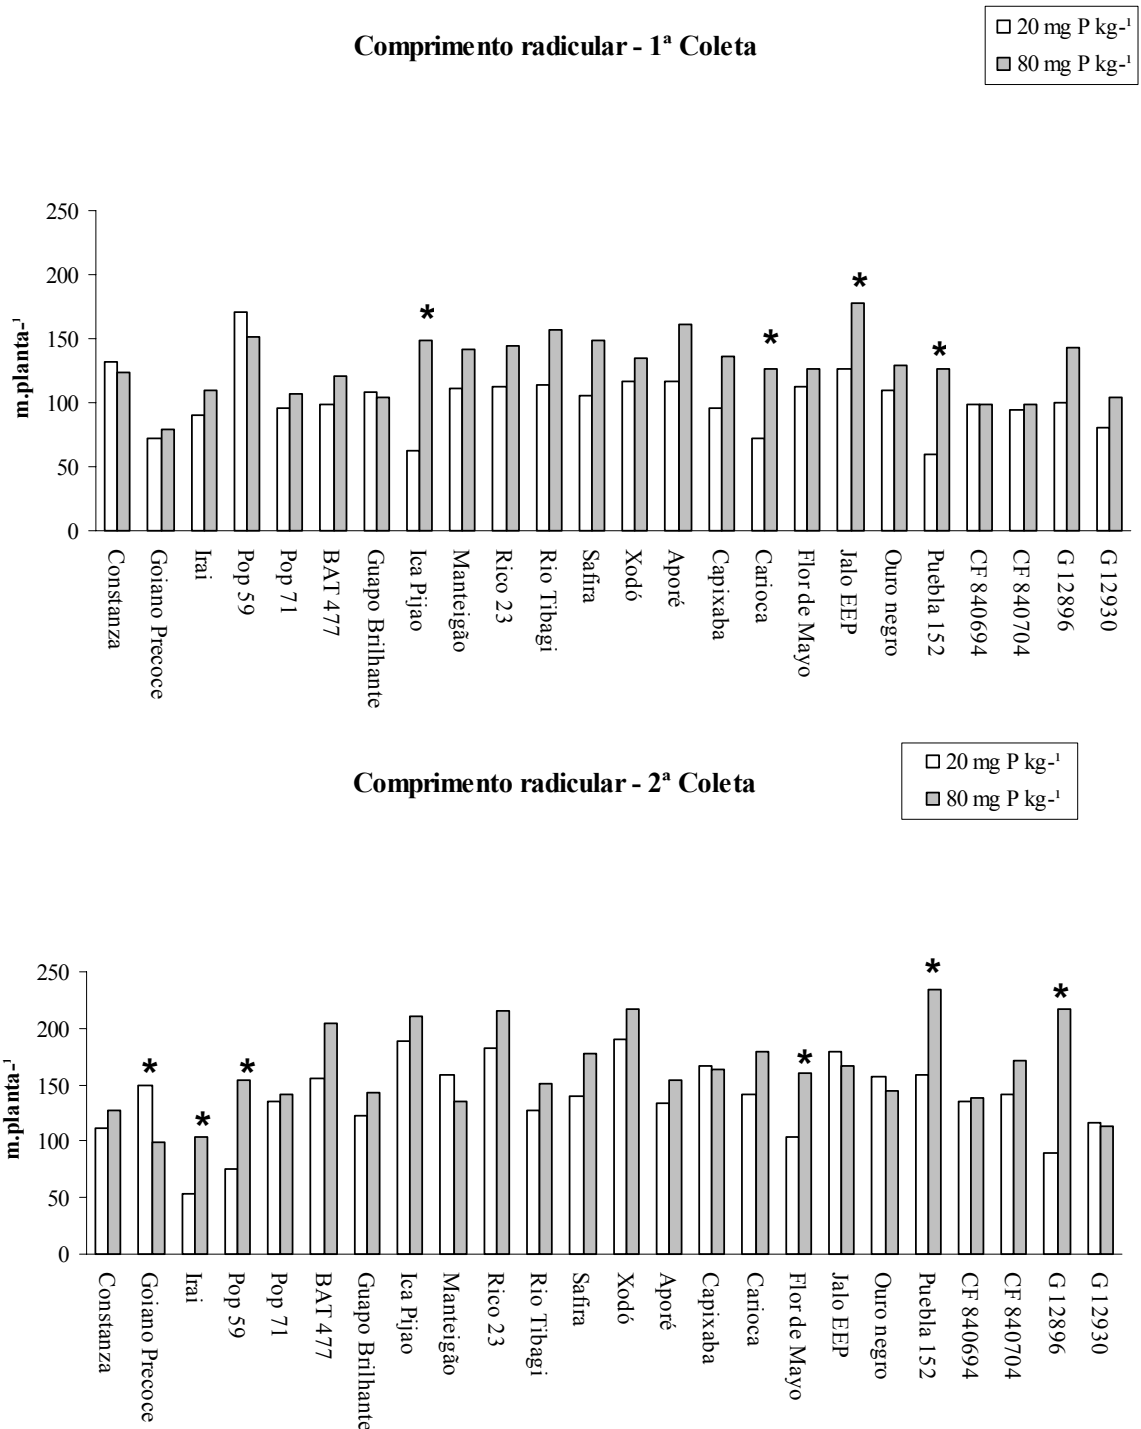 Comprimento radicular - 1ª Coleta
20 mg P kg-¹
80 mg P kg-¹
m.planta-¹
250
200
150
100
50
0
*
*
*
*
Constanza
Goiano Precoce
Irai
Pop 59
Pop 71
BAT 477
Guapo Brilhante
Ica Pijao
Manteigão
Rico 23
Rio Tibagi
Safira
Xodó
Aporé
Capixaba
Carioca
Flor de Mayo
Jalo EEP
Ouro negro
Puebla 152
CF 840694
CF 840704
G 12896
G 12930
Comprimento radicular - 2ª Coleta
20 mg P kg-¹
80 mg P kg-¹
m.planta-¹
250
200
150
100
50
0
*
*
*
*
*
*
Constanza
Goiano Precoce
Irai
Pop 59
Pop 71
BAT 477
Guapo Brilhante
Ica Pijao
Manteigão
Rico 23
Rio Tibagi
Safira
Xodó
Aporé
Capixaba
Carioca
Flor de Mayo
Jalo EEP
Ouro negro
Puebla 152
CF 840694
CF 840704
G 12896
G 12930